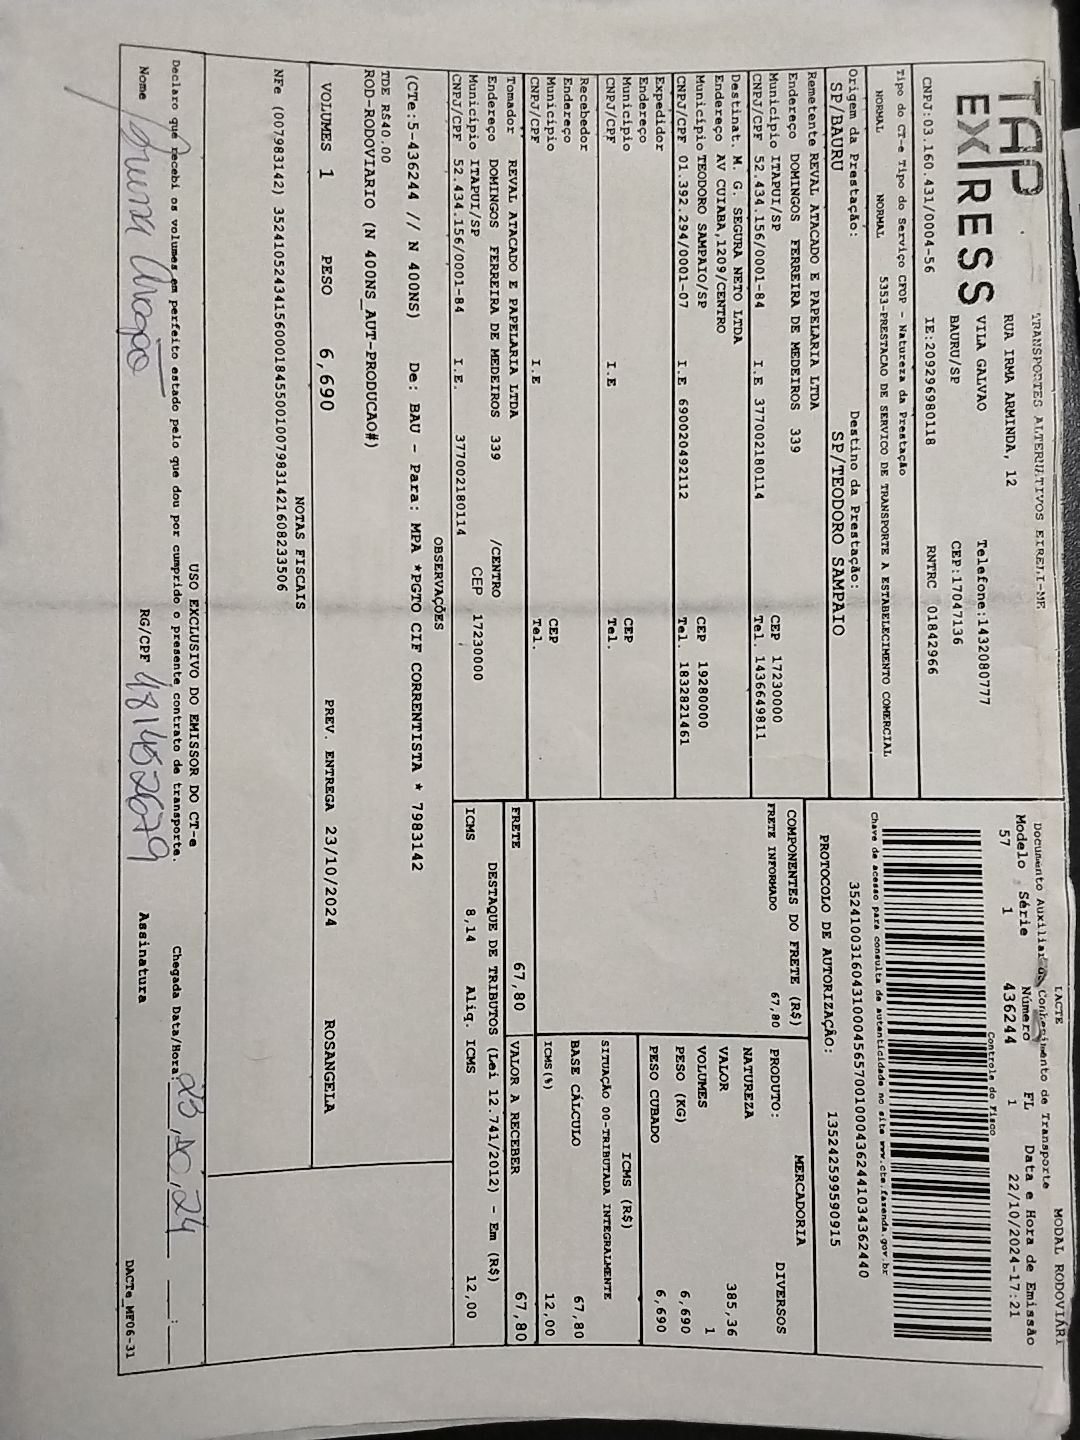 TRANSPORTES ALTERNATIVOS EIRELI-ME
TAP EXPRESS
RUA IRMA ARMINDA, 12
VILA GALVAO
BAURU/SP
Telefone:1432080777
CEP:17047136
CNPJ:03.160.431/0004-56 IE:209296980118 RNTRC 01842966
Tipo do CT-e Tipo do Serviço CFOP - Natureza da Prestação
NORMAL NORMAL 5353-PRESTACAO DE SERVICO DE TRANSPORTE A ESTABELECIMENTO COMERCIAL
Origem da Prestação: Destino da Prestação:
SP/BAURU SP/TEODORO SAMPAIO
Remetente REVAL ATACADO E PAPELARIA LTDA
Endereço DOMINGOS FERREIRA DE MEDEIROS 339
Município ITAPUI/SP CEP 17230000
CNPJ/CPF 52.434.156/0001-84 I.E 377002180114 Tel. 1436649811
Destinat. M. G. SEGURA NETO LTDA
Endereço AV CUIABA,1209/CENTRO
Município TEODORO SAMPAIO/SP CEP 19280000
CNPJ/CPF 01.392.294/0001-07 I.E 690020492112 Tel. 1832821461
Expedidor
Endereço
Município CEP
CNPJ/CPF I.E Tel.
Recebedor
Endereço
Município CEP
CNPJ/CPF I.E Tel.
Tomador REVAL ATACADO E PAPELARIA LTDA
Endereço DOMINGOS FERREIRA DE MEDEIROS 339 /CENTRO
Município ITAPUI/SP CEP 17230000
CNPJ/CPF 52.434.156/0001-84 I.E. 377002180114
DACTE MODAL RODOVIÁRI
Documento Auxiliar de Conhecimento de Transporte
Modelo Série Número FL Data e Hora de Emissão
57 1 436244 1 22/10/2024-17:21
Controle do Fisco
Chave de acesso para consulta de autenticidade no site www.cte.fazenda.gov.br
35241003160431000456570010004362441034362440
PROTOCOLO DE AUTORIZAÇÃO: 135242599590915
COMPONENTES DO FRETE (R$)
FRETE INFORMADO 67,80
FRETE 67,80
MERCADORIA
PRODUTO: DIVERSOS
NATUREZA
VALOR 385,36
VOLUMES 1
PESO (KG) 6,690
PESO CUBADO 6,690
ICMS (R$)
SITUAÇÃO 00-TRIBUTADA INTEGRALMENTE
BASE CÁLCULO 67,80
ICMS(%) 12,00
VALOR A RECEBER 67,80
DESTAQUE DE TRIBUTOS (Lei 12.741/2012) - Em (R$)
ICMS 8,14 Aliq. ICMS 12,00
OBSERVAÇÕES
(CTe:5-436244 // N 400NS) De: BAU - Para: MPA *PGTO CIF CORRENTISTA * 7983142
TDE R$40.00
ROD-RODOVIARIO (N 400NS_AUT-PRODUCAO#)
VOLUMES 1 PESO 6,690 PREV. ENTREGA 23/10/2024 ROSANGELA
NOTAS FISCAIS
NFe (007983142) 35241052434156000184550010079831421608233506
USO EXCLUSIVO DO EMISSOR DO CT-e
Declaro que recebi os volumes em perfeito estado pelo que dou por cumprido o presente contrato de transporte. Chegada Data/Hora: 23,10,24 :
Nome RG/CPF Assinatura
DACTe_MF06-31